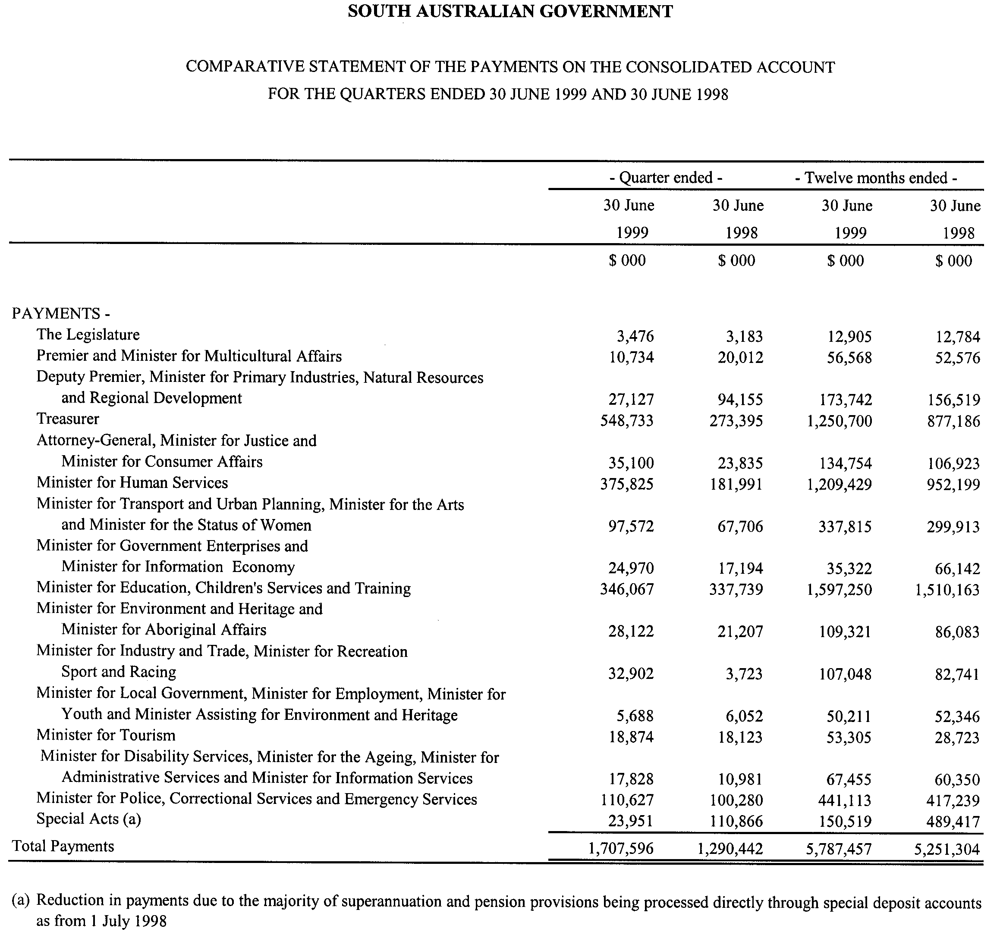 SOUTH AUSTRALIAN GOVERNMENT
COMPARATIVE STATEMENT OF THE PAYMENTS ON THE CONSOLIDATED ACCOUNT
FOR THE QUARTERS ENDED 30 JUNE 1999 AND 30 JUNE 1998
- Quarter ended - - Twelve months ended -
30 June 30 June 30 June 30 June
1999 1998 1999 1998
$ 000 $ 000 $ 000 $ 000
PAYMENTS -
The Legislature 3,476 3,183 12,905 12,784
Premier and Minister for Multicultural Affairs 10,734 20,012 56,568 52,576
Deputy Premier, Minister for Primary Industries, Natural Resources
and Regional Development 27,127 94,155 173,742 156,519
Treasurer 548,733 273,395 1,250,700 877,186
Attorney-General, Minister for Justice and
Minister for Consumer Affairs 35,100 23,835 134,754 106,923
Minister for Human Services 375,825 181,991 1,209,429 952,199
Minister for Transport and Urban Planning, Minister for the Arts
and Minister for the Status of Women 97,572 67,706 337,815 299,913
Minister for Government Enterprises and
Minister for Information Economy 24,970 17,194 35,322 66,142
Minister for Education, Children's Services and Training 346,067 337,739 1,597,250 1,510,163
Minister for Environment and Heritage and
Minister for Aboriginal Affairs 28,122 21,207 109,321 86,083
Minister for Industry and Trade, Minister for Recreation
Sport and Racing 32,902 3,723 107,048 82,741
Minister for Local Government, Minister for Employment, Minister for
Youth and Minister Assisting for Environment and Heritage 5,688 6,052 50,211 52,346
Minister for Tourism 18,874 18,123 53,305 28,723
Minister for Disability Services, Minister for the Ageing, Minister for
Administrative Services and Minister for Information Services 17,828 10,981 67,455 60,350
Minister for Police, Correctional Services and Emergency Services 110,627 100,280 441,113 417,239
Special Acts (a) 23,951 110,866 150,519 489,417
Total Payments 1,707,596 1,290,442 5,787,457 5,251,304
(a) Reduction in payments due to the majority of superannuation and pension provisions being processed directly through special deposit accounts
as from 1 July 1998